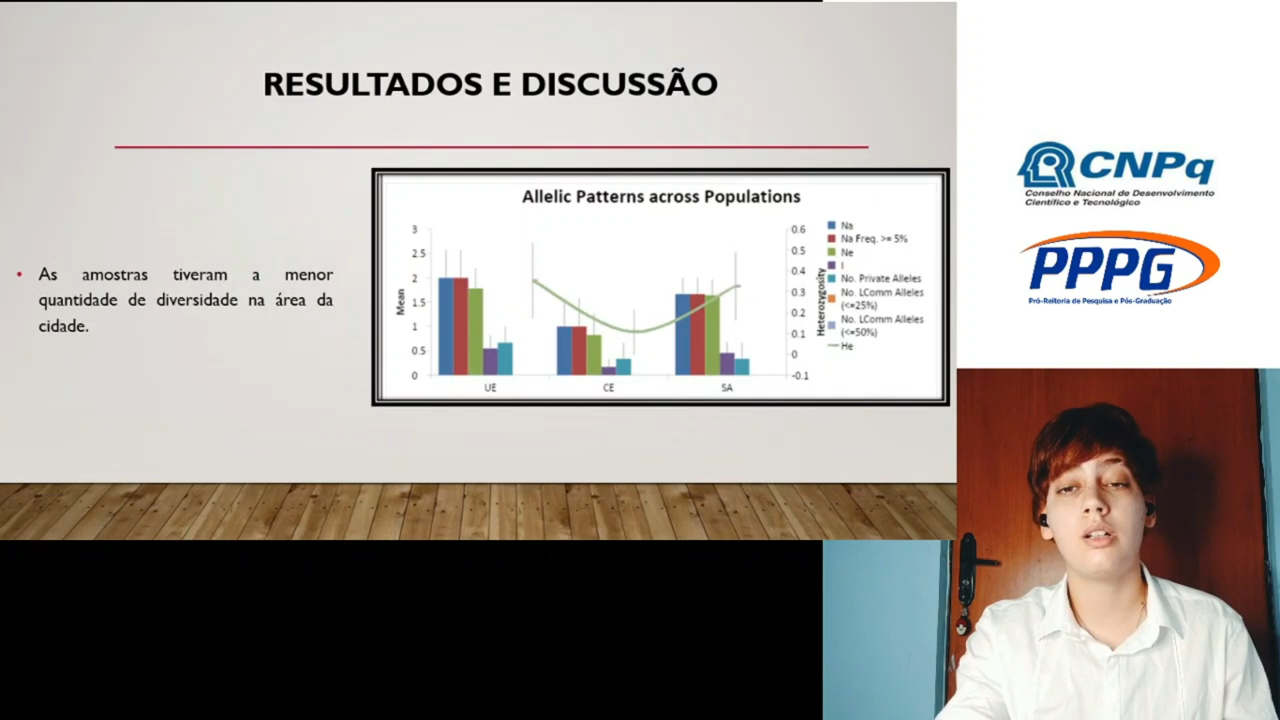 RESULTADOS E DISCUSSÃO
• As amostras tiveram a menor
quantidade de diversidade na área da
cidade.
Allelic Patterns across Populations
3
2.5
2
1.5
1
0.5
0
Mean
UE
CE
SA
0.6
0.5
0.4
0.3
0.2
0.1
0
-0.1
Heterozygosity
Na
Na Freq. >= 5%
Ne
I
No. Private Alleles
No. LComm Alleles
(<=25%)
No. LComm Alleles
(<=50%)
He
CNPq
Conselho Nacional de Desenvolvimento
Científico e Tecnológico
PPPG
Pró-Reitoria de Pesquisa e Pós-Graduação